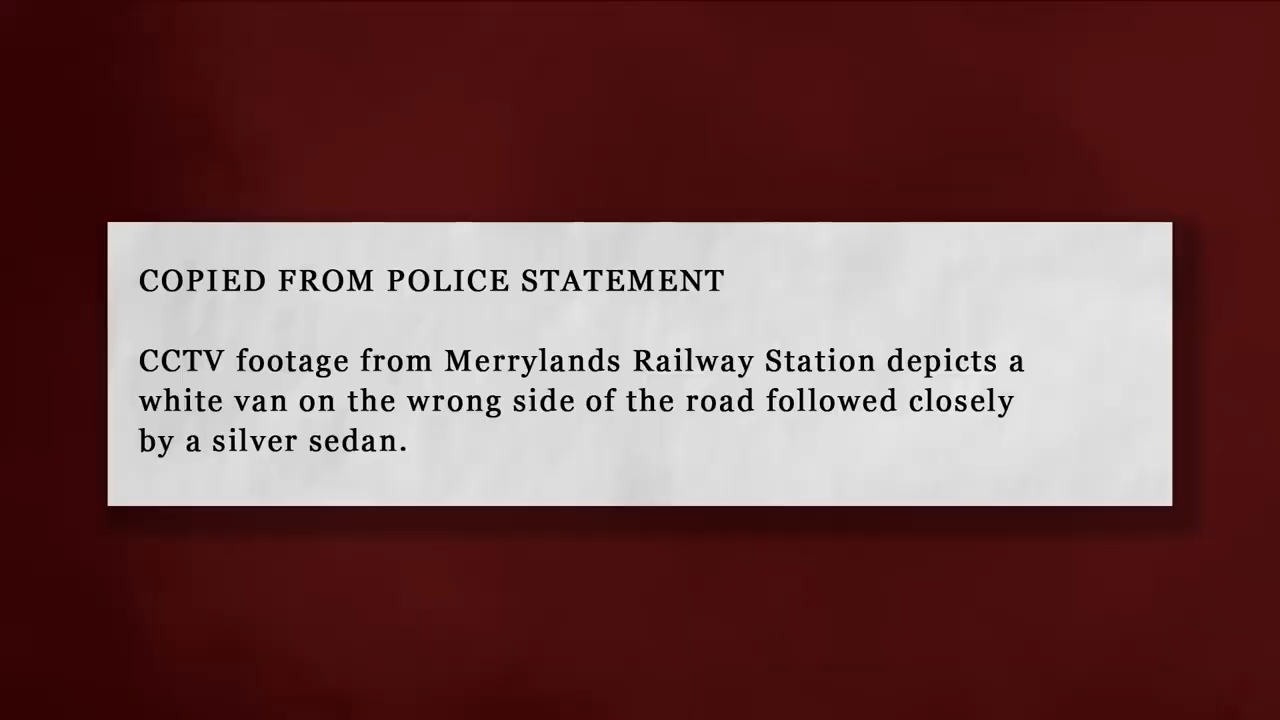 COPIED FROM POLICE STATEMENT
CCTV footage from Merrylands Railway Station depicts a
white van on the wrong side of the road followed closely
by a silver sedan.